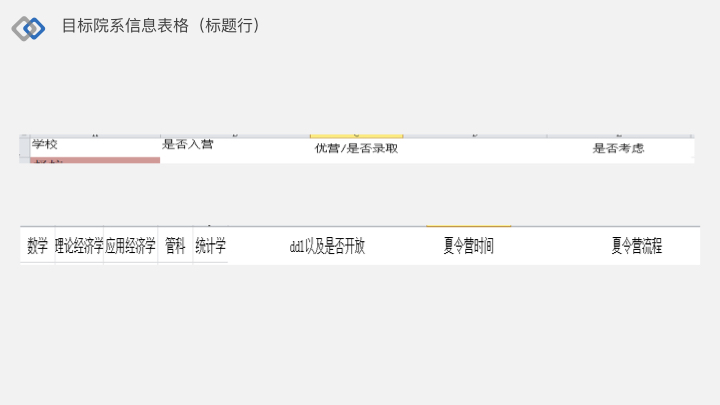 目标院系信息表格（标题行）
学校 是否入营 优营/是否录取 是否考虑
数学 理论经济学 应用经济学 管科 统计学 ddl以及是否开放 夏令营时间 夏令营流程